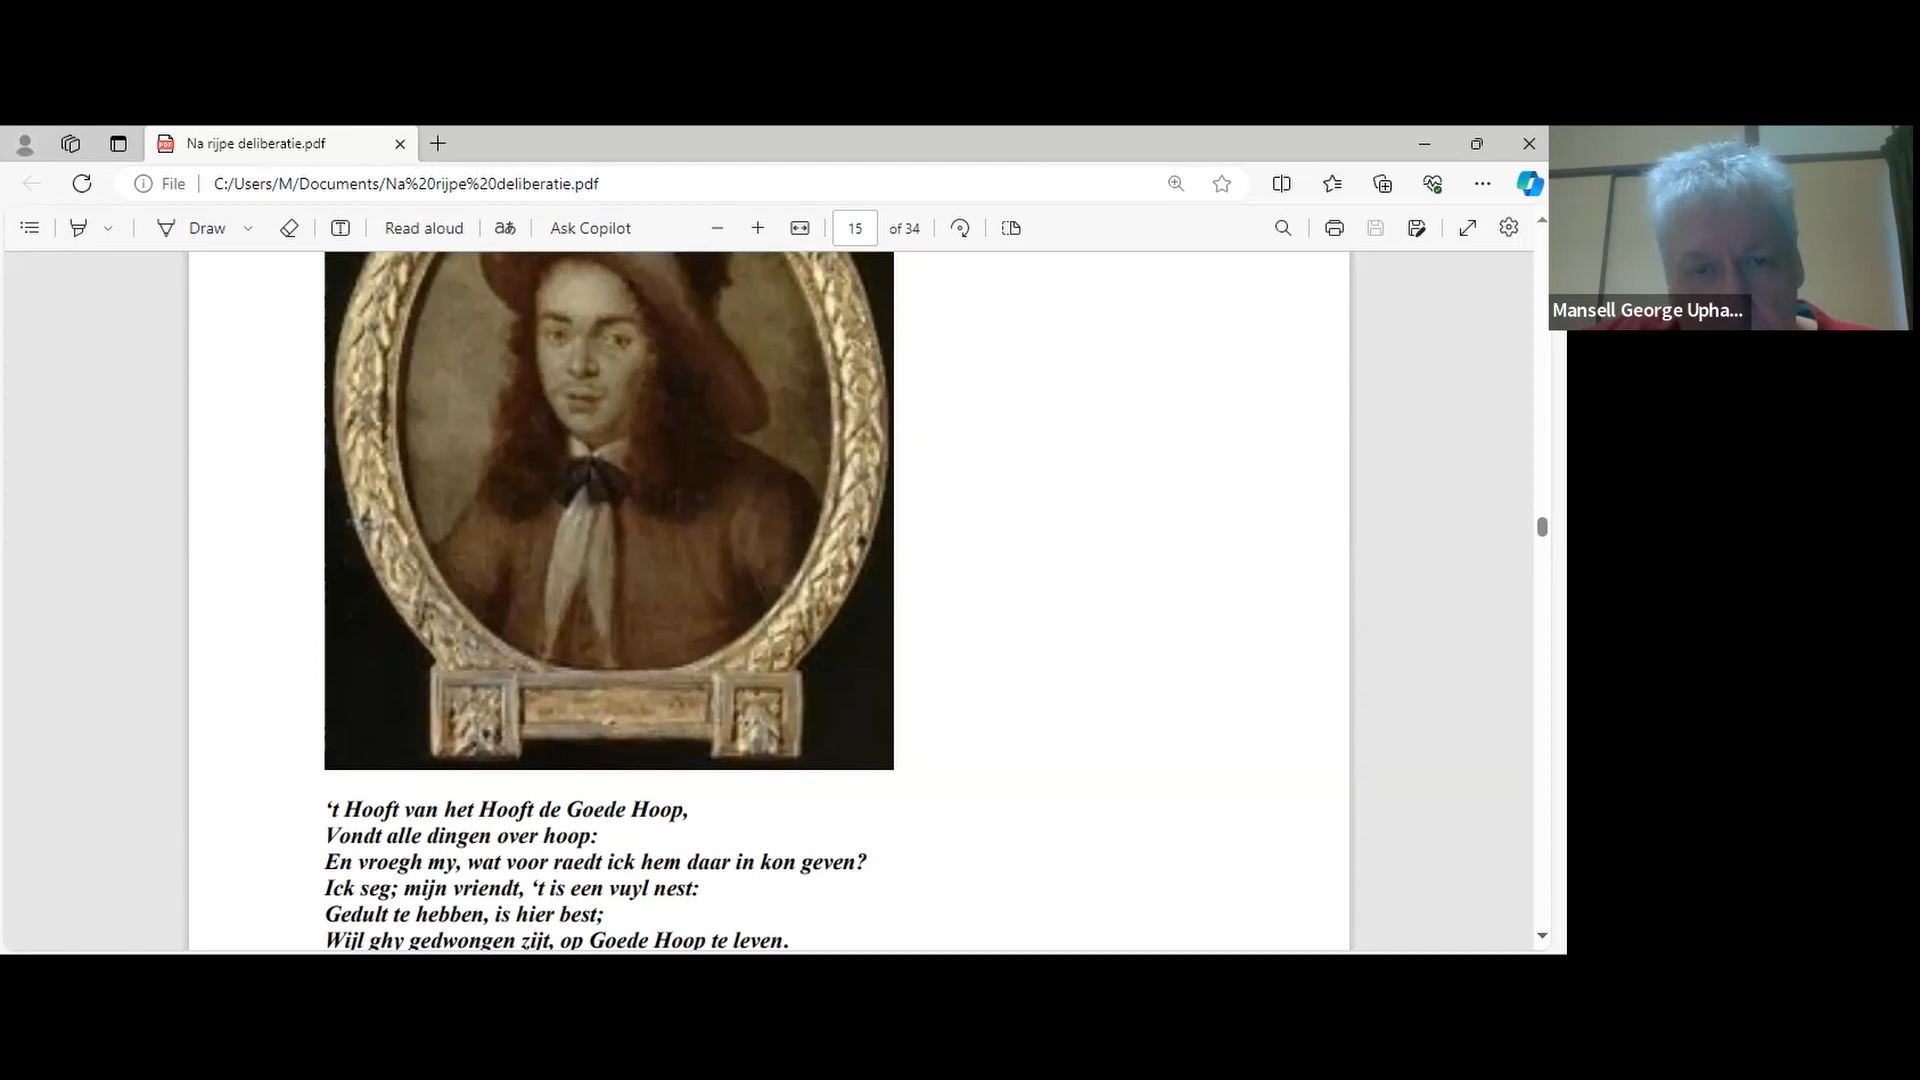 Na rijpe deliberatie.pdf
File
C:/Users/M/Documents/Na%20rijpe%20deliberatie.pdf
Draw
Read aloud
aあ
Ask Copilot
15 of 34
Mansell George Upha...
‘t Hooft van het Hooft de Goede Hoop,
Vondt alle dingen over hoop:
En vroegh my, wat voor raedt ick hem daar in kon geven?
Ick seg; mijn vriendt, ‘t is een vuyl nest:
Gedult te hebben, is hier best;
Wijl ghy gedwongen zijt, op Goede Hoop te leven.